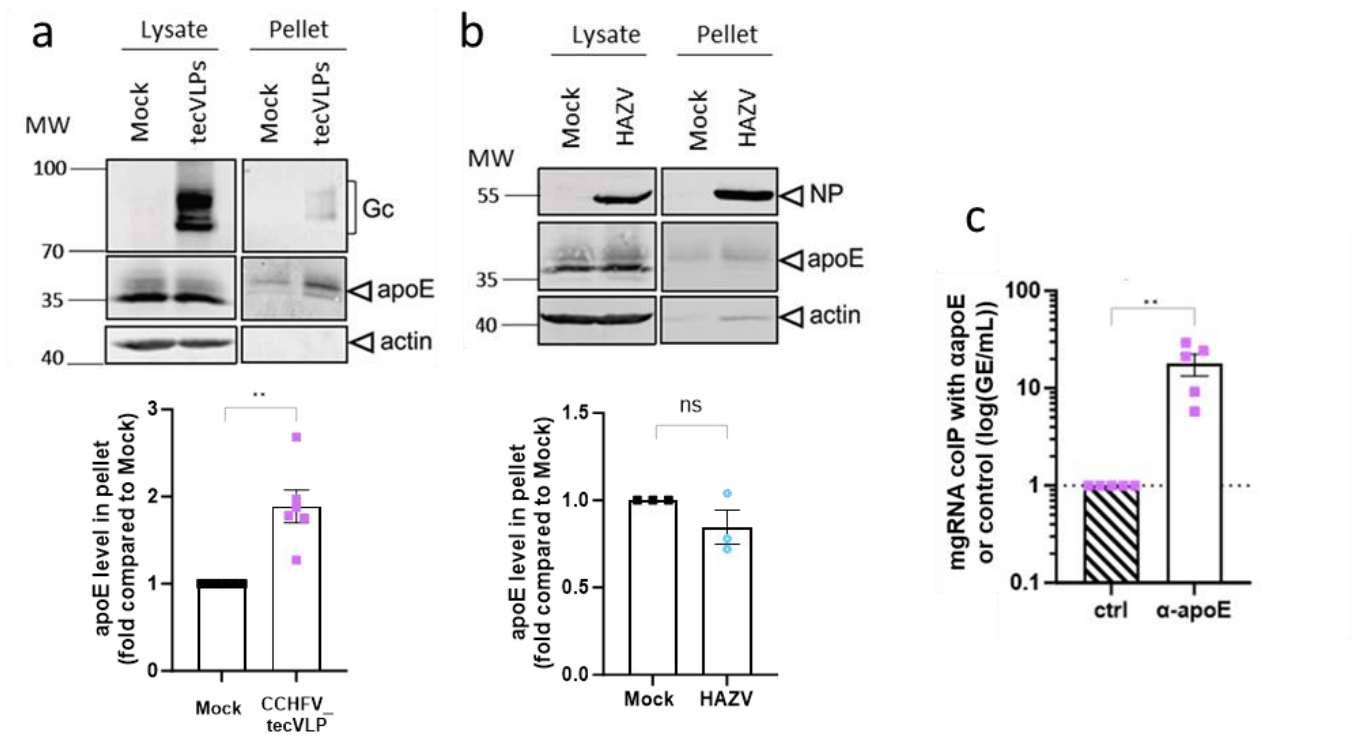 a
Lysate Pellet
Mock tecVLPs Mock tecVLPs
MW
100
Gc
70
35 apoE
actin
40
apoE level in pellet
(fold compared to Mock)
3
**
2
1
0
Mock CCHFV_
tecVLP
b
Lysate Pellet
Mock HAZV Mock HAZV
MW
55 NP
apoE
35
40 actin
apoE level in pellet
(fold compared to Mock)
1.5
ns
1.0
0.5
0.0
Mock HAZV
c
mgRNA coIP with αapoE
or control (log(GE/mL))
100
**
10
1
0.1
ctrl α-apoE